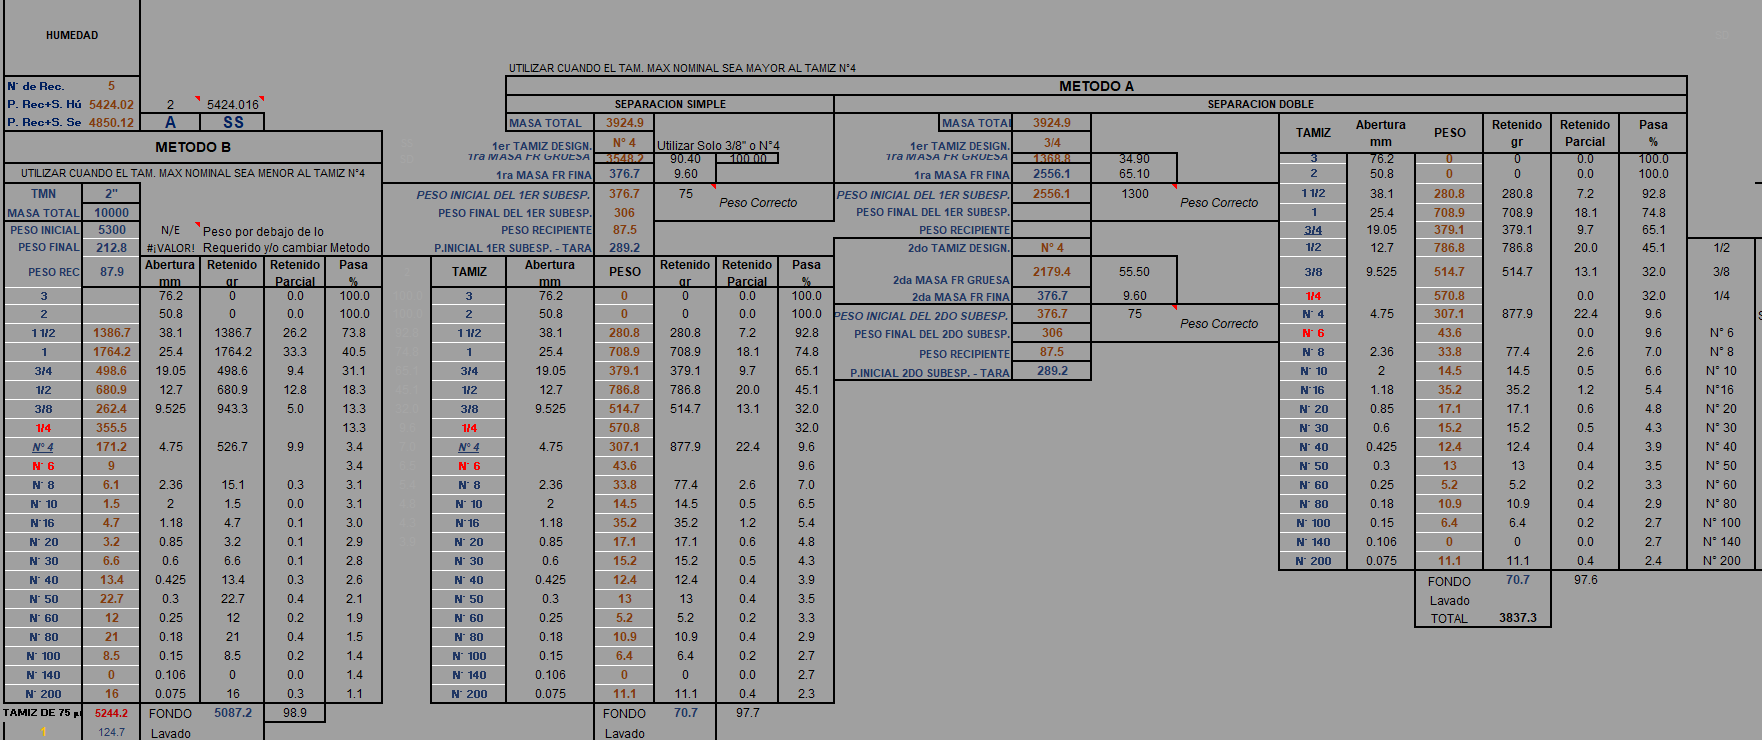 HUMEDAD
UTILIZAR CUANDO EL TAM. MAX NOMINAL SEA MAYOR AL TAMIZ N°4
N° de Rec. 5
METODO A
P. Rec+S. Hú 5424.02 2 5424.016 SEPARACION SIMPLE SEPARACION DOBLE
P. Rec+S. Se 4850.12 A SS MASA TOTAL 3924.9 MASA TOTAL 3924.9
TAMIZ Abertura mm PESO Retenido gr Retenido Parcial Pasa %
METODO B
1er TAMIZ DESIGN. N° 4 Utilizar Solo 3/8" o N°4 1er TAMIZ DESIGN. 3/4
1ra MASA FR GRUESA 3548.2 90.40 100.00 1ra MASA FR GRUESA 1368.8 34.90 3 76.2 0 0 0.0 100.0
UTILIZAR CUANDO EL TAM. MAX NOMINAL SEA MENOR AL TAMIZ N°4 1ra MASA FR FINA 376.7 9.60 1ra MASA FR FINA 2556.1 65.10 2 50.8 0 0 0.0 100.0
TMN 2" PESO INICIAL DEL 1ER SUBESP. 376.7 75 Peso Correcto PESO INICIAL DEL 1ER SUBESP. 2556.1 1300 Peso Correcto 1 1/2 38.1 280.8 280.8 7.2 92.8
MASA TOTAL 10000 PESO FINAL DEL 1ER SUBESP. 306 PESO FINAL DEL 1ER SUBESP. 1 25.4 708.9 708.9 18.1 74.8
PESO INICIAL 5300 N/E Peso por debajo de lo PESO RECIPIENTE 87.5 PESO RECIPIENTE 3/4 19.05 379.1 379.1 9.7 65.1
PESO FINAL 212.8 #¡VALOR! Requerido y/o cambiar Metodo P.INICIAL 1ER SUBESP. - TARA 289.2 2do TAMIZ DESIGN. N° 4 1/2 12.7 786.8 786.8 20.0 45.1 1/2
PESO REC 87.9 Abertura mm Retenido gr Retenido Parcial Pasa % TAMIZ Abertura mm PESO Retenido gr Retenido Parcial Pasa % 2da MASA FR GRUESA 2179.4 55.50 3/8 9.525 514.7 514.7 13.1 32.0 3/8
3 76.2 0 0.0 100.0 3 76.2 0 0 0.0 100.0 2da MASA FR FINA 376.7 9.60 1/4 570.8 0.0 32.0 1/4
2 50.8 0 0.0 100.0 2 50.8 0 0 0.0 100.0 PESO INICIAL DEL 2DO SUBESP. 376.7 75 Peso Correcto N° 4 4.75 307.1 877.9 22.4 9.6
1 1/2 1386.7 38.1 1386.7 26.2 73.8 1 1/2 38.1 280.8 280.8 7.2 92.8 PESO FINAL DEL 2DO SUBESP. 306 N° 6 43.6 0.0 9.6 N° 6
1 1764.2 25.4 1764.2 33.3 40.5 1 25.4 708.9 708.9 18.1 74.8 PESO RECIPIENTE 87.5 N° 8 2.36 33.8 77.4 2.6 7.0 N° 8
3/4 498.6 19.05 498.6 9.4 31.1 3/4 19.05 379.1 379.1 9.7 65.1 P.INICIAL 2DO SUBESP. - TARA 289.2 N° 10 2 14.5 14.5 0.5 6.6 N° 10
1/2 680.9 12.7 680.9 12.8 18.3 1/2 12.7 786.8 786.8 20.0 45.1 N°16 1.18 35.2 35.2 1.2 5.4 N°16
3/8 262.4 9.525 943.3 5.0 13.3 3/8 9.525 514.7 514.7 13.1 32.0 N° 20 0.85 17.1 17.1 0.6 4.8 N° 20
1/4 355.5 13.3 1/4 570.8 32.0 N° 30 0.6 15.2 15.2 0.5 4.3 N° 30
N° 4 171.2 4.75 526.7 9.9 3.4 N° 4 4.75 307.1 877.9 22.4 9.6 N° 40 0.425 12.4 12.4 0.4 3.9 N° 40
N° 6 9 3.4 N° 6 43.6 9.6 N° 50 0.3 13 13 0.4 3.5 N° 50
N° 8 6.1 2.36 15.1 0.3 3.1 N° 8 2.36 33.8 77.4 2.6 7.0 N° 60 0.25 5.2 5.2 0.2 3.3 N° 60
N° 10 1.5 2 1.5 0.0 3.1 N° 10 2 14.5 14.5 0.5 6.5 N° 80 0.18 10.9 10.9 0.4 2.9 N° 80
N°16 4.7 1.18 4.7 0.1 3.0 N°16 1.18 35.2 35.2 1.2 5.4 N° 100 0.15 6.4 6.4 0.2 2.7 N° 100
N° 20 3.2 0.85 3.2 0.1 2.9 N° 20 0.85 17.1 17.1 0.6 4.8 N° 140 0.106 0 0 0.0 2.7 N° 140
N° 30 6.6 0.6 6.6 0.1 2.8 N° 30 0.6 15.2 15.2 0.5 4.3 N° 200 0.075 11.1 11.1 0.4 2.4 N° 200
N° 40 13.4 0.425 13.4 0.3 2.6 N° 40 0.425 12.4 12.4 0.4 3.9 FONDO 70.7 97.6
N° 50 22.7 0.3 22.7 0.4 2.1 N° 50 0.3 13 13 0.4 3.5 Lavado
N° 60 12 0.25 12 0.2 1.9 N° 60 0.25 5.2 5.2 0.2 3.3 TOTAL 3837.3
N° 80 21 0.18 21 0.4 1.5 N° 80 0.18 10.9 10.9 0.4 2.9
N° 100 8.5 0.15 8.5 0.2 1.4 N° 100 0.15 6.4 6.4 0.2 2.7
N° 140 0 0.106 0 0.0 1.4 N° 140 0.106 0 0 0.0 2.7
N° 200 16 0.075 16 0.3 1.1 N° 200 0.075 11.1 11.1 0.4 2.3
TAMIZ DE 75 5244.2 FONDO 5087.2 98.9 FONDO 70.7 97.7
1 124.7 Lavado Lavado